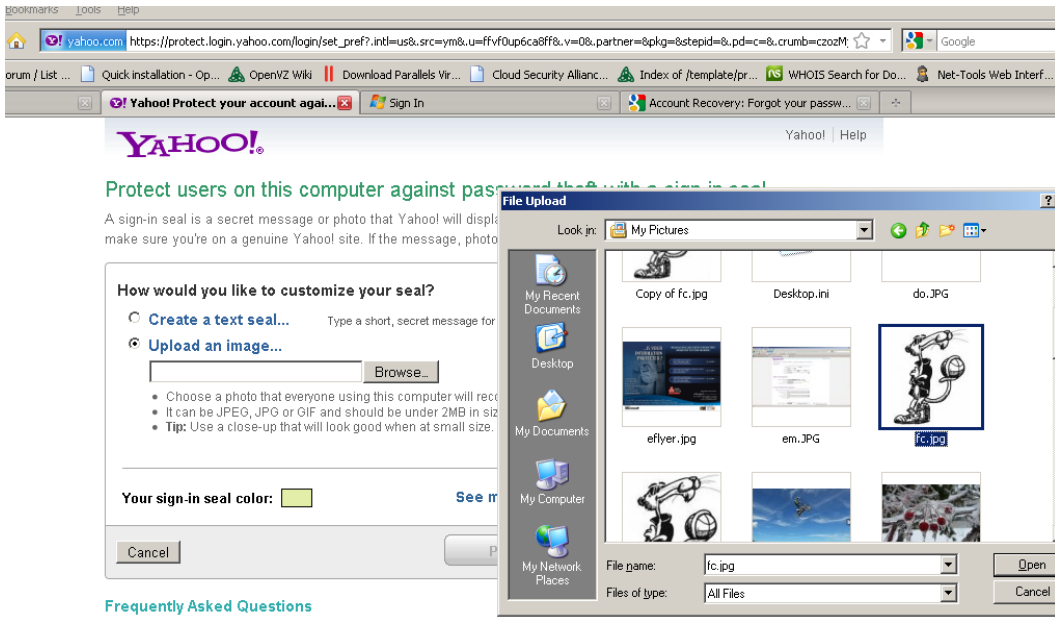 Bookmarks Tools Help
yahoo.com https://protect.login.yahoo.com/login/set_pref?.intl=us&.src=ym&.u=ffvf0up6ca8ff&.v=0&.partner=&pkg=&stepid=&.pd=c=&.crumb=czozM; Google
orum / List ... Quick installation - Op... OpenVZ Wiki Download Parallels Vir... Cloud Security Allianc... Index of /template/pr... WHOIS Search for Do... Net-Tools Web Interf...
Yahoo! Protect your account agai... Sign In Account Recovery: Forgot your passw...
YAHOO!® Yahoo! | Help
Protect users on this computer against password theft with a sign-in seal
A sign-in seal is a secret message or photo that Yahoo! will displa
make sure you're on a genuine Yahoo! site. If the message, photo
How would you like to customize your seal?
Create a text seal... Type a short, secret message for
Upload an image...
Browse...
• Choose a photo that everyone using this computer will reco
• It can be JPEG, JPG or GIF and should be under 2MB in siz
• Tip: Use a close-up that will look good when at small size.
Your sign-in seal color: See m
Cancel P
Frequently Asked Questions
File Upload ?
Look in: My Pictures
My Recent
Documents
Desktop
My Documents
My Computer
My Network
Places
Copy of fc.jpg Desktop.ini do.JPG
eflyer.jpg em.JPG fc.jpg
File name: fc.jpg Open
Files of type: All Files Cancel